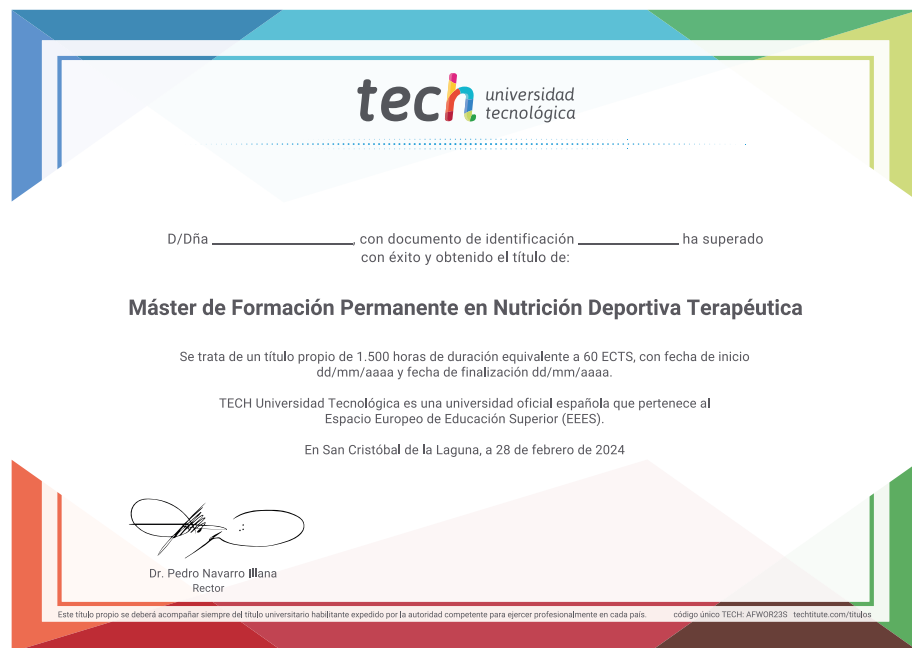 tech universidad
tecnológica
D/Dña ________________, con documento de identificación ____________ ha superado
con éxito y obtenido el título de:
Máster de Formación Permanente en Nutrición Deportiva Terapéutica
Se trata de un título propio de 1.500 horas de duración equivalente a 60 ECTS, con fecha de inicio
dd/mm/aaaa y fecha de finalización dd/mm/aaaa.
TECH Universidad Tecnológica es una universidad oficial española que pertenece al
Espacio Europeo de Educación Superior (EEES).
En San Cristóbal de la Laguna, a 28 de febrero de 2024
Dr. Pedro Navarro Illana
Rector
Este título propio se deberá acompañar siempre del título universitario habilitante expedido por la autoridad competente para ejercer profesionalmente en cada país. código único TECH: AFWOR23S techtitute.com/titulos